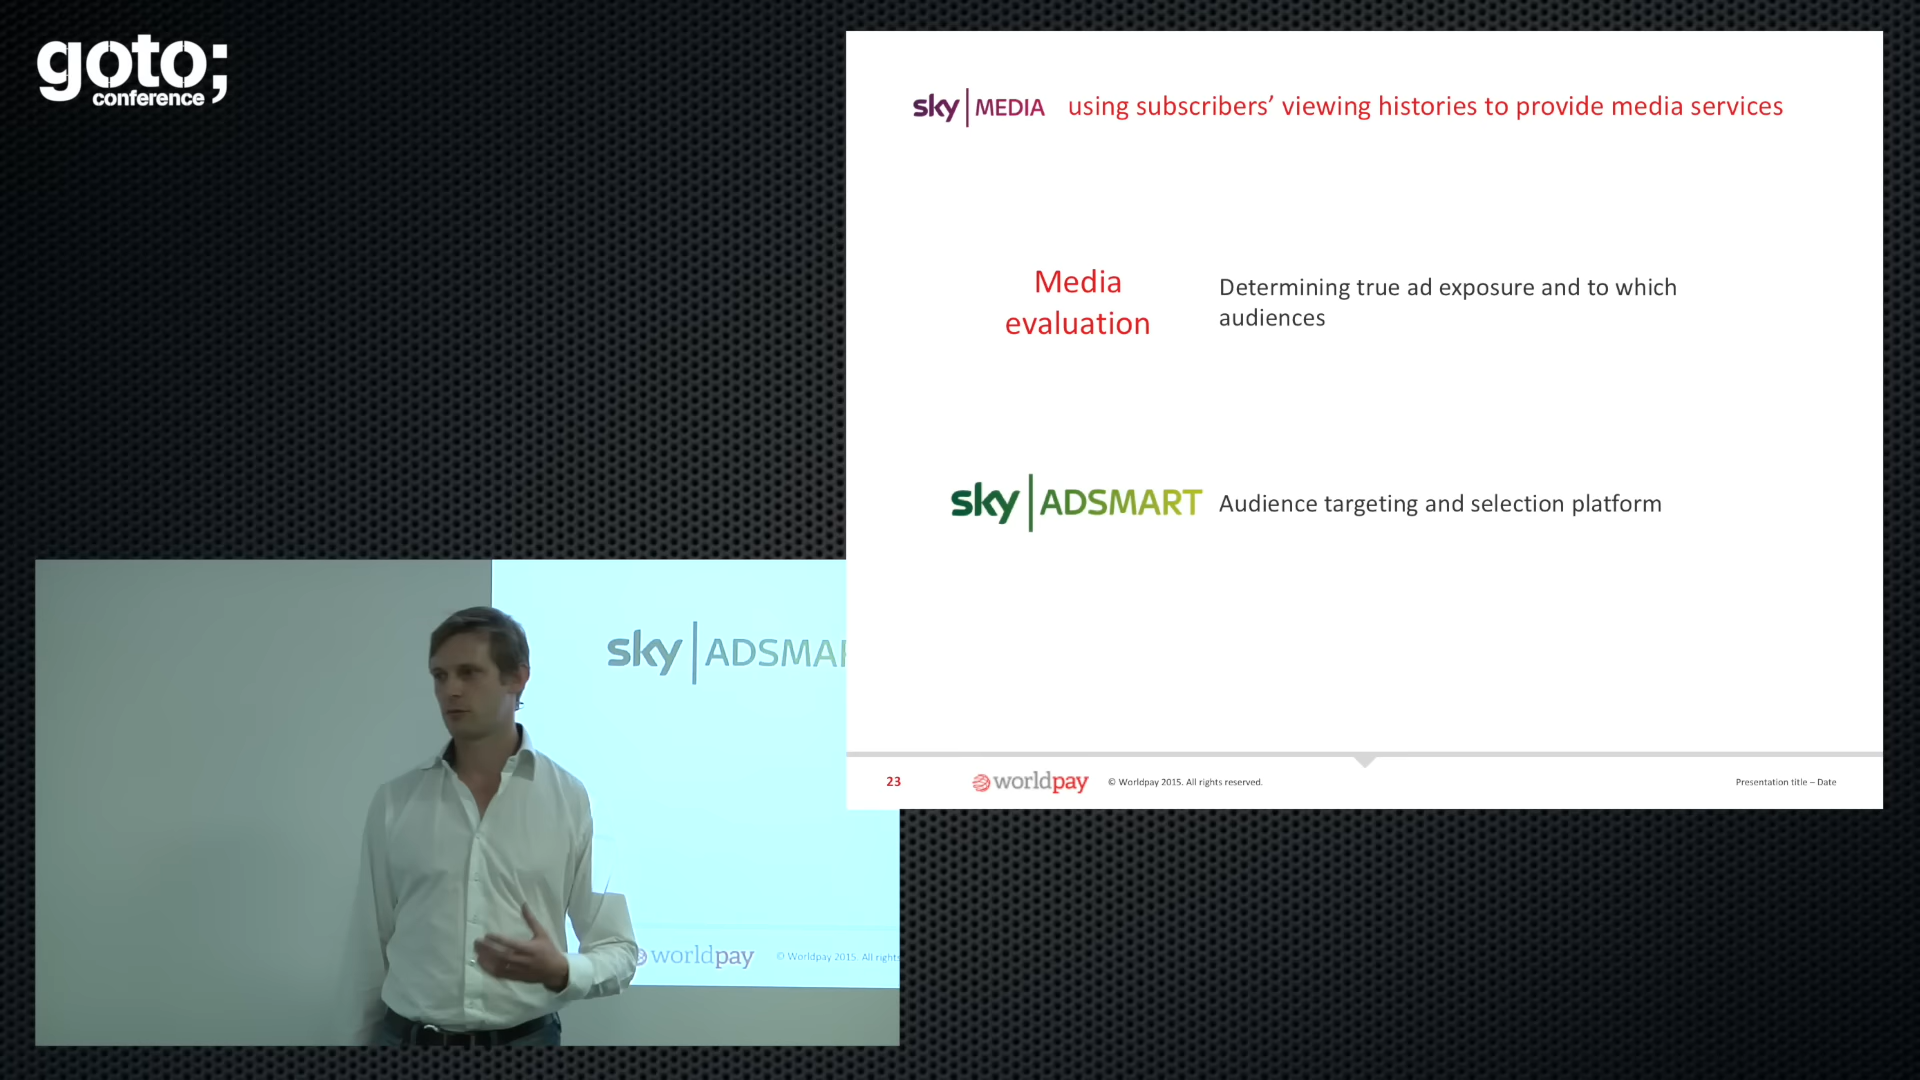 goto;
conference
sky MEDIA using subscribers’ viewing histories to provide media services
Media
evaluation
Determining true ad exposure and to which
audiences
sky ADSMART Audience targeting and selection platform
23 worldpay © Worldpay 2015. All rights reserved. Presentation title – Date
sky ADSMAR
worldpay © Worldpay 2015. All rights